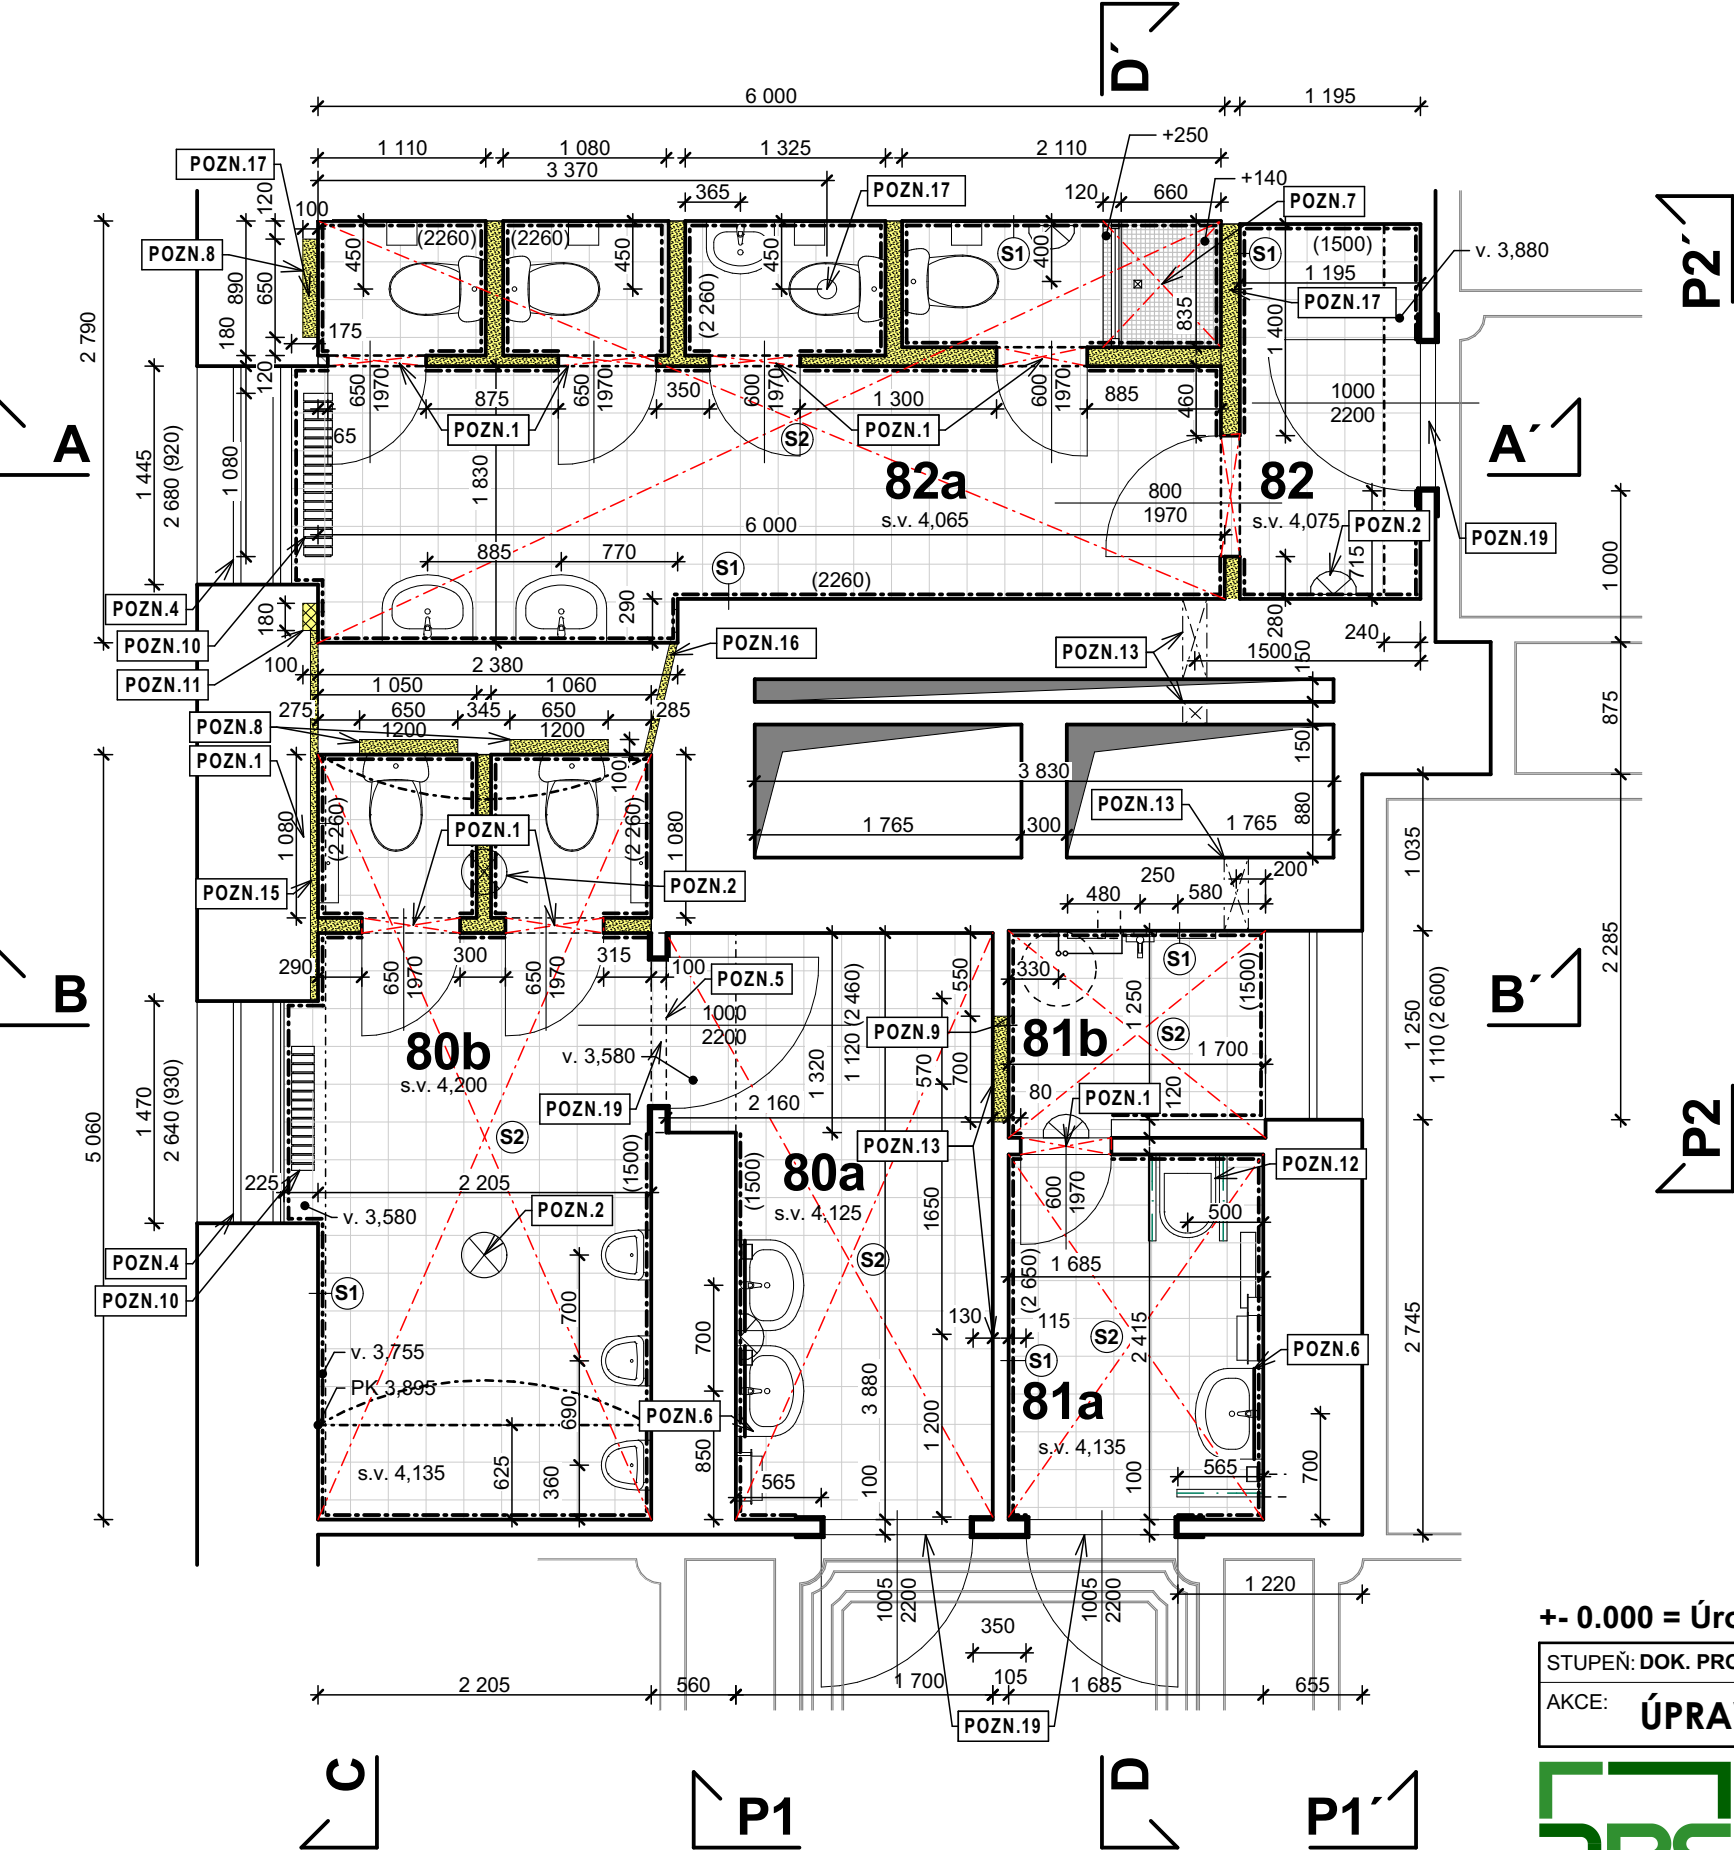 D´
6 000
1 195
1 110
1 080
1 325
2 110
+250
3 370
POZN.17
365
POZN.17
120
660
+140
POZN.7
120
100
450
(2260)
(2260)
450
450
S1
400
S1
(1500)
v. 3,880
P2´
POZN.8
890
650
(2 260)
1 195
POZN.17
835
1 400
2 790
180
175
120
650
1970
875
650
1970
350
600
1970
1 300
600
1970
885
460
1000
2200
POZN.1
POZN.1
65
S2
A
A´
1 445
2 680 (920)
1 080
1 830
82a
s.v. 4,065
82
s.v. 4,075
800
1970
6 000
POZN.2
POZN.19
885
770
S1
(2260)
715
1 000
POZN.4
180
290
280
240
POZN.10
POZN.16
POZN.13
1500
150
100
2 380
POZN.11
1 050
1 060
275
650
345
650
285
875
POZN.8
1200
1200
POZN.1
100
150
3 830
1 080
(2 260)
POZN.1
(2 260)
1 080
POZN.13
1 765
300
1 765
880
1 035
POZN.15
POZN.2
250
200
480
580
2 285
290
650
1970
300
650
1970
315
100
POZN.5
1120 (2 460)
550
330
S1
(1500)
B
B´
1000
2200
POZN.9
81b
1 250
S2
1 250
1 110 (2 600)
80b
s.v. 4,200
v. 3,580
1 320
570
700
1 700
80
POZN.1
120
POZN.19
2 160
5 060
1 470
2 640 (930)
S2
(1500)
(1500)
POZN.13
80a
s.v. 4,125
POZN.12
P2
225
2 205
600
1970
v. 3,580
POZN.2
1650
500
POZN.4
S2
(2 650)
1 685
POZN.10
S1
700
700
130
115
S2
2 415
2 745
v. 3.755
S1
POZN.6
PK 3,895
3 880
81a
690
POZN.6
1 200
s.v. 4,135
s.v. 4,135
625
360
850
565
100
100
565
700
1005
2200
1005
2200
1 220
350
+- 0.000 = Úro
STUPEŇ: DOK. PRO
AKCE: ÚPRA
2 205
560
1 700
105
1 685
655
POZN.19
C
P1
D
P1´